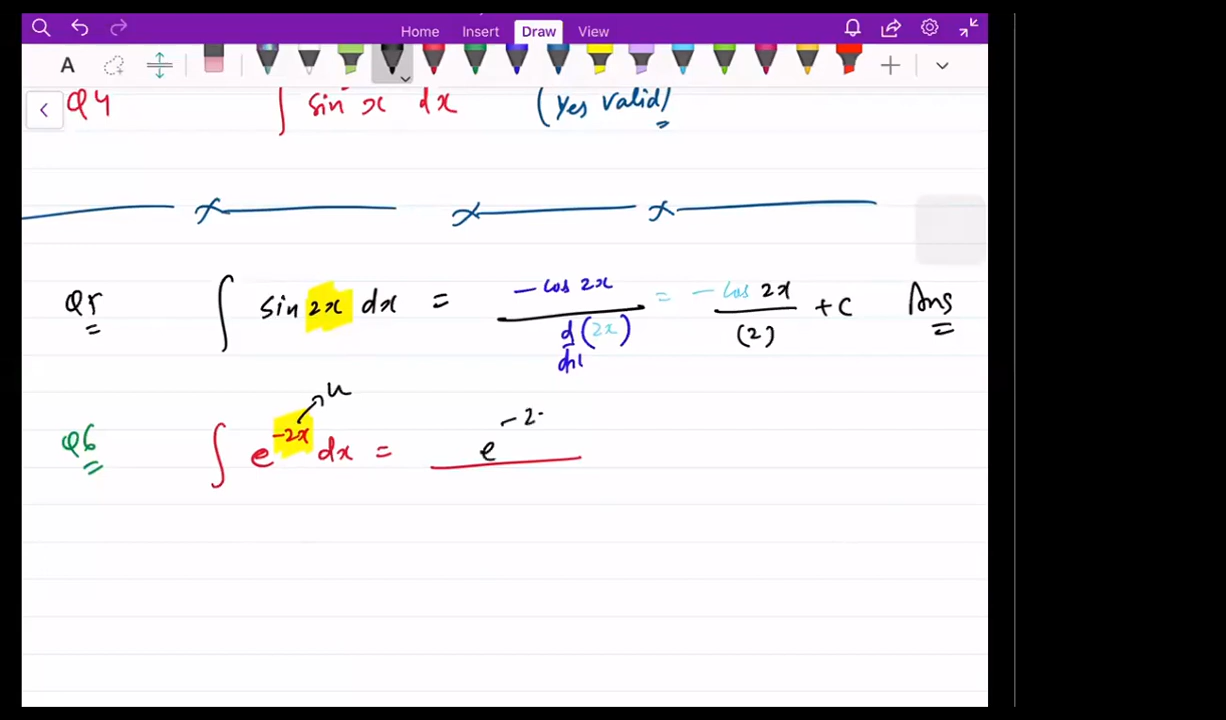 Home Insert Draw View
A
Q4 ∫ sin x dx (Yes valid)
Q5 ∫ sin 2x dx = -cos 2x / d/dx (2x) = -cos 2x / (2) + C Ans
u
Q6 ∫ e^-2x dx = e^-2